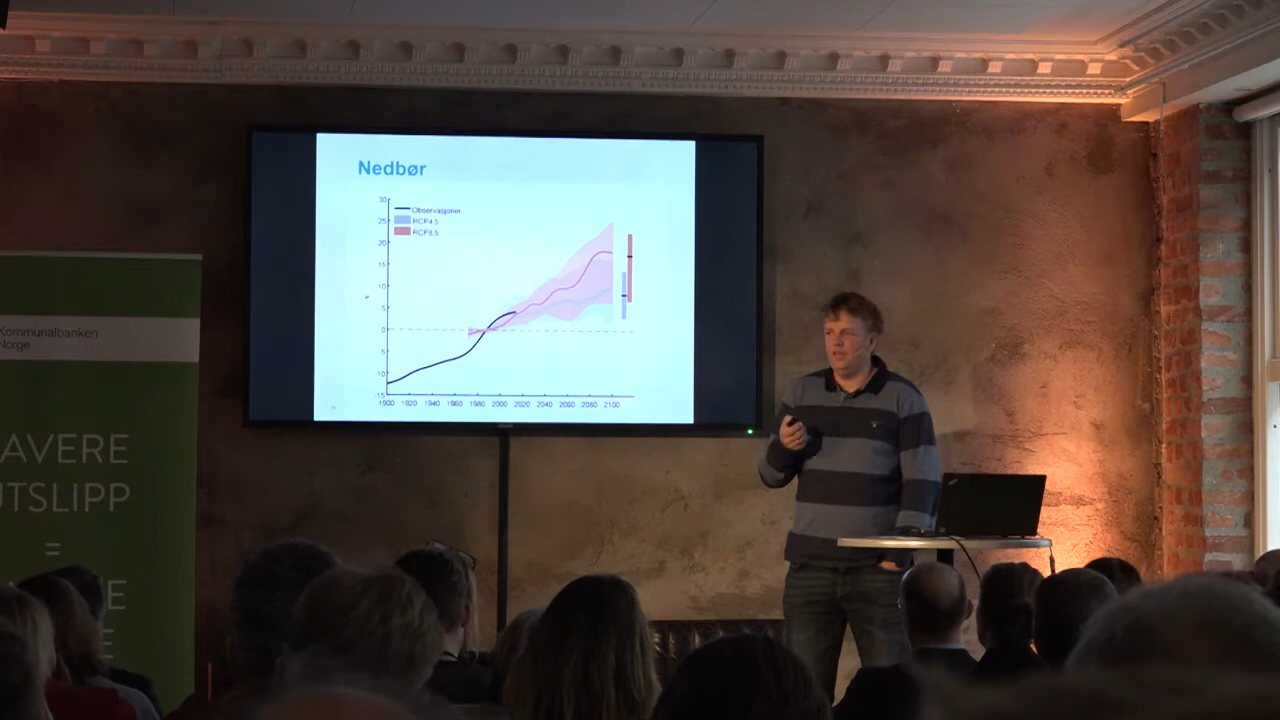 Nedbør
30
25
20
15
10
5
0
5
-10
-15
Observasjoner
RCP4.5
RCP8.5
1900 1920 1940 1960 1980 2000 2020 2040 2060 2080 2100
Kommunalbanken
Norge
AVERE
UTSLIPP
=
E
E